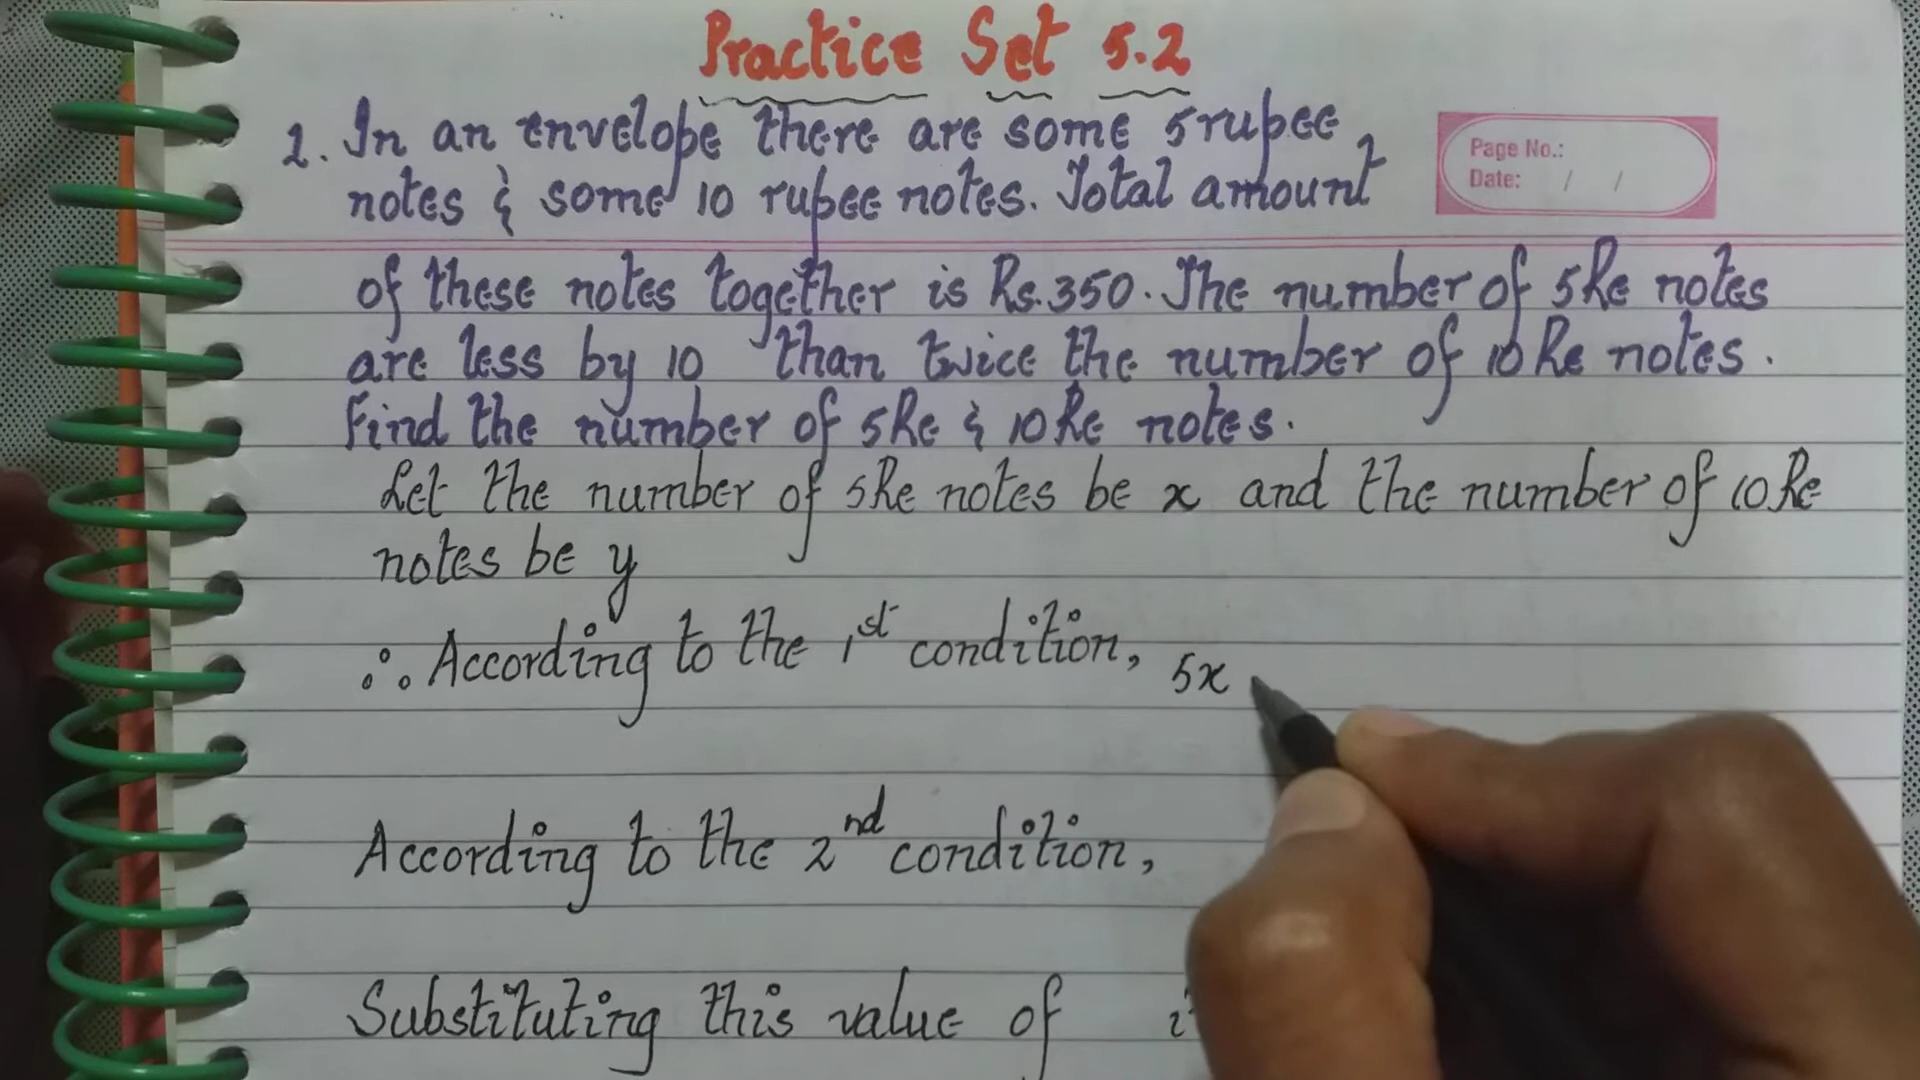 Practice Set 5.2
1. In an envelope there are some 5 rupee
notes & some 10 rupee notes. Total amount
Page No.:
Date: / /
of these notes together is Rs.350. The number of 5Re notes
are less by 10 than twice the number of 10 Re notes.
Find the number of 5Re & 10Re notes.
Let the number of 5Re notes be x and the number of 10Re
notes be y
∴ According to the 1st condition, 5x
According to the 2nd condition,
Substituting this value of